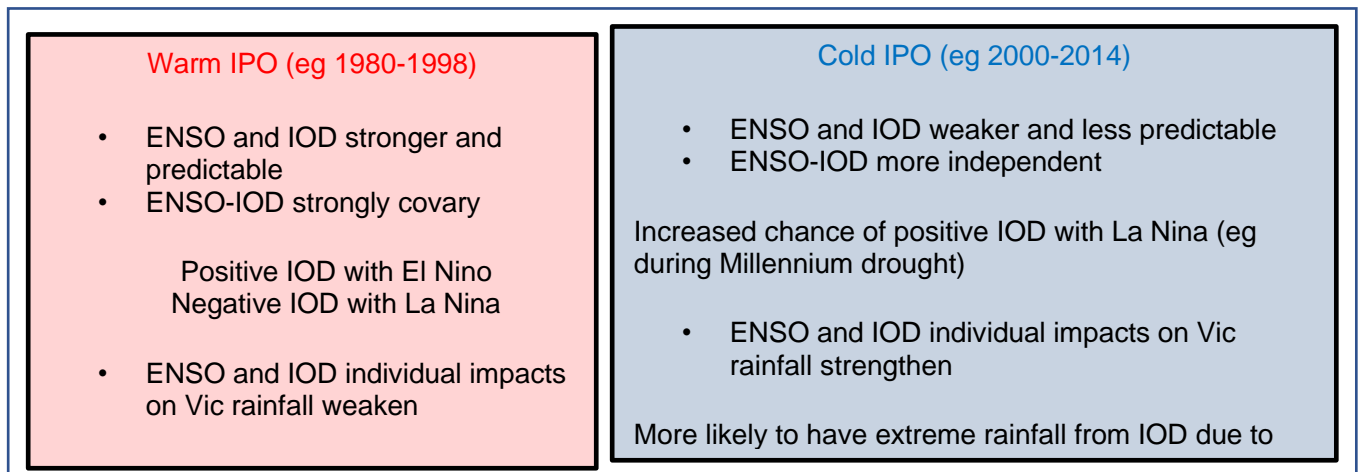 Warm IPO (eg 1980-1998)
• ENSO and IOD stronger and
predictable
• ENSO-IOD strongly covary
Positive IOD with El Nino
Negative IOD with La Nina
• ENSO and IOD individual impacts
on Vic rainfall weaken
Cold IPO (eg 2000-2014)
• ENSO and IOD weaker and less predictable
• ENSO-IOD more independent
Increased chance of positive IOD with La Nina (eg
during Millennium drought)
• ENSO and IOD individual impacts on Vic
rainfall strengthen
More likely to have extreme rainfall from IOD due to